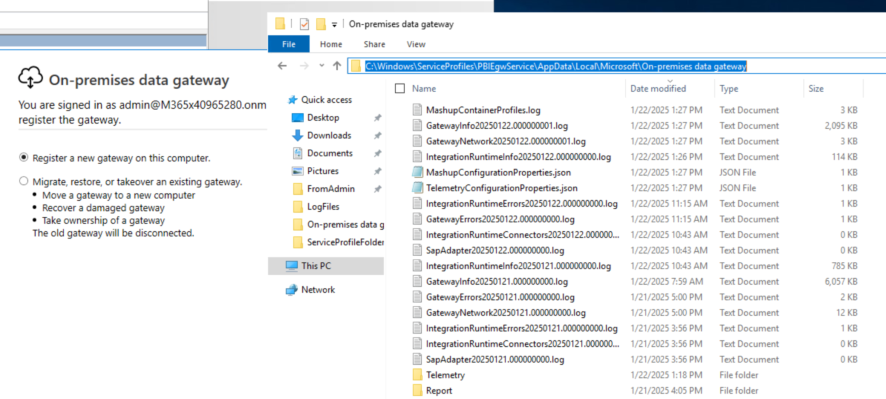 On-premises data gateway
You are signed in as admin@M365x40965280.onm
register the gateway.
Register a new gateway on this computer.
Migrate, restore, or takeover an existing gateway.
Move a gateway to a new computer
Recover a damaged gateway
Take ownership of a gateway
The old gateway will be disconnected.
On-premises data gateway
File Home Share View
C:\Windows\ServiceProfiles\PBIEgwService\AppData\Local\Microsoft\On-premises data gateway
Quick access
Desktop
Downloads
Documents
Pictures
FromAdmin
LogFiles
On-premises data g
ServiceProfileFolder
This PC
Network
Name Date modified Type Size
MashupContainerProfiles.log 1/22/2025 1:27 PM Text Document 3 KB
GatewayInfo20250122.000000001.log 1/22/2025 1:27 PM Text Document 2,095 KB
GatewayNetwork20250122.000000001.log 1/22/2025 1:27 PM Text Document 3 KB
IntegrationRuntimeInfo20250122.000000000.log 1/22/2025 1:26 PM Text Document 114 KB
MashupConfigurationProperties.json 1/22/2025 1:27 PM JSON File 1 KB
TelemetryConfigurationProperties.json 1/22/2025 1:27 PM JSON File 1 KB
IntegrationRuntimeErrors20250122.000000000.log 1/22/2025 11:15 AM Text Document 1 KB
GatewayErrors20250122.000000000.log 1/22/2025 11:15 AM Text Document 1 KB
IntegrationRuntimeConnectors20250122.000000... 1/22/2025 10:43 AM Text Document 0 KB
SapAdapter20250122.000000000.log 1/22/2025 10:43 AM Text Document 0 KB
IntegrationRuntimeInfo20250121.000000000.log 1/22/2025 10:43 AM Text Document 785 KB
GatewayInfo20250121.000000000.log 1/22/2025 7:59 AM Text Document 6,057 KB
GatewayErrors20250121.000000000.log 1/21/2025 5:00 PM Text Document 2 KB
GatewayNetwork20250121.000000000.log 1/21/2025 5:00 PM Text Document 12 KB
IntegrationRuntimeErrors20250121.000000000.log 1/21/2025 3:56 PM Text Document 1 KB
IntegrationRuntimeConnectors20250121.000000... 1/21/2025 3:56 PM Text Document 0 KB
SapAdapter20250121.000000000.log 1/21/2025 3:56 PM Text Document 0 KB
Telemetry 1/22/2025 1:18 PM File folder
Report 1/21/2025 4:05 PM File folder